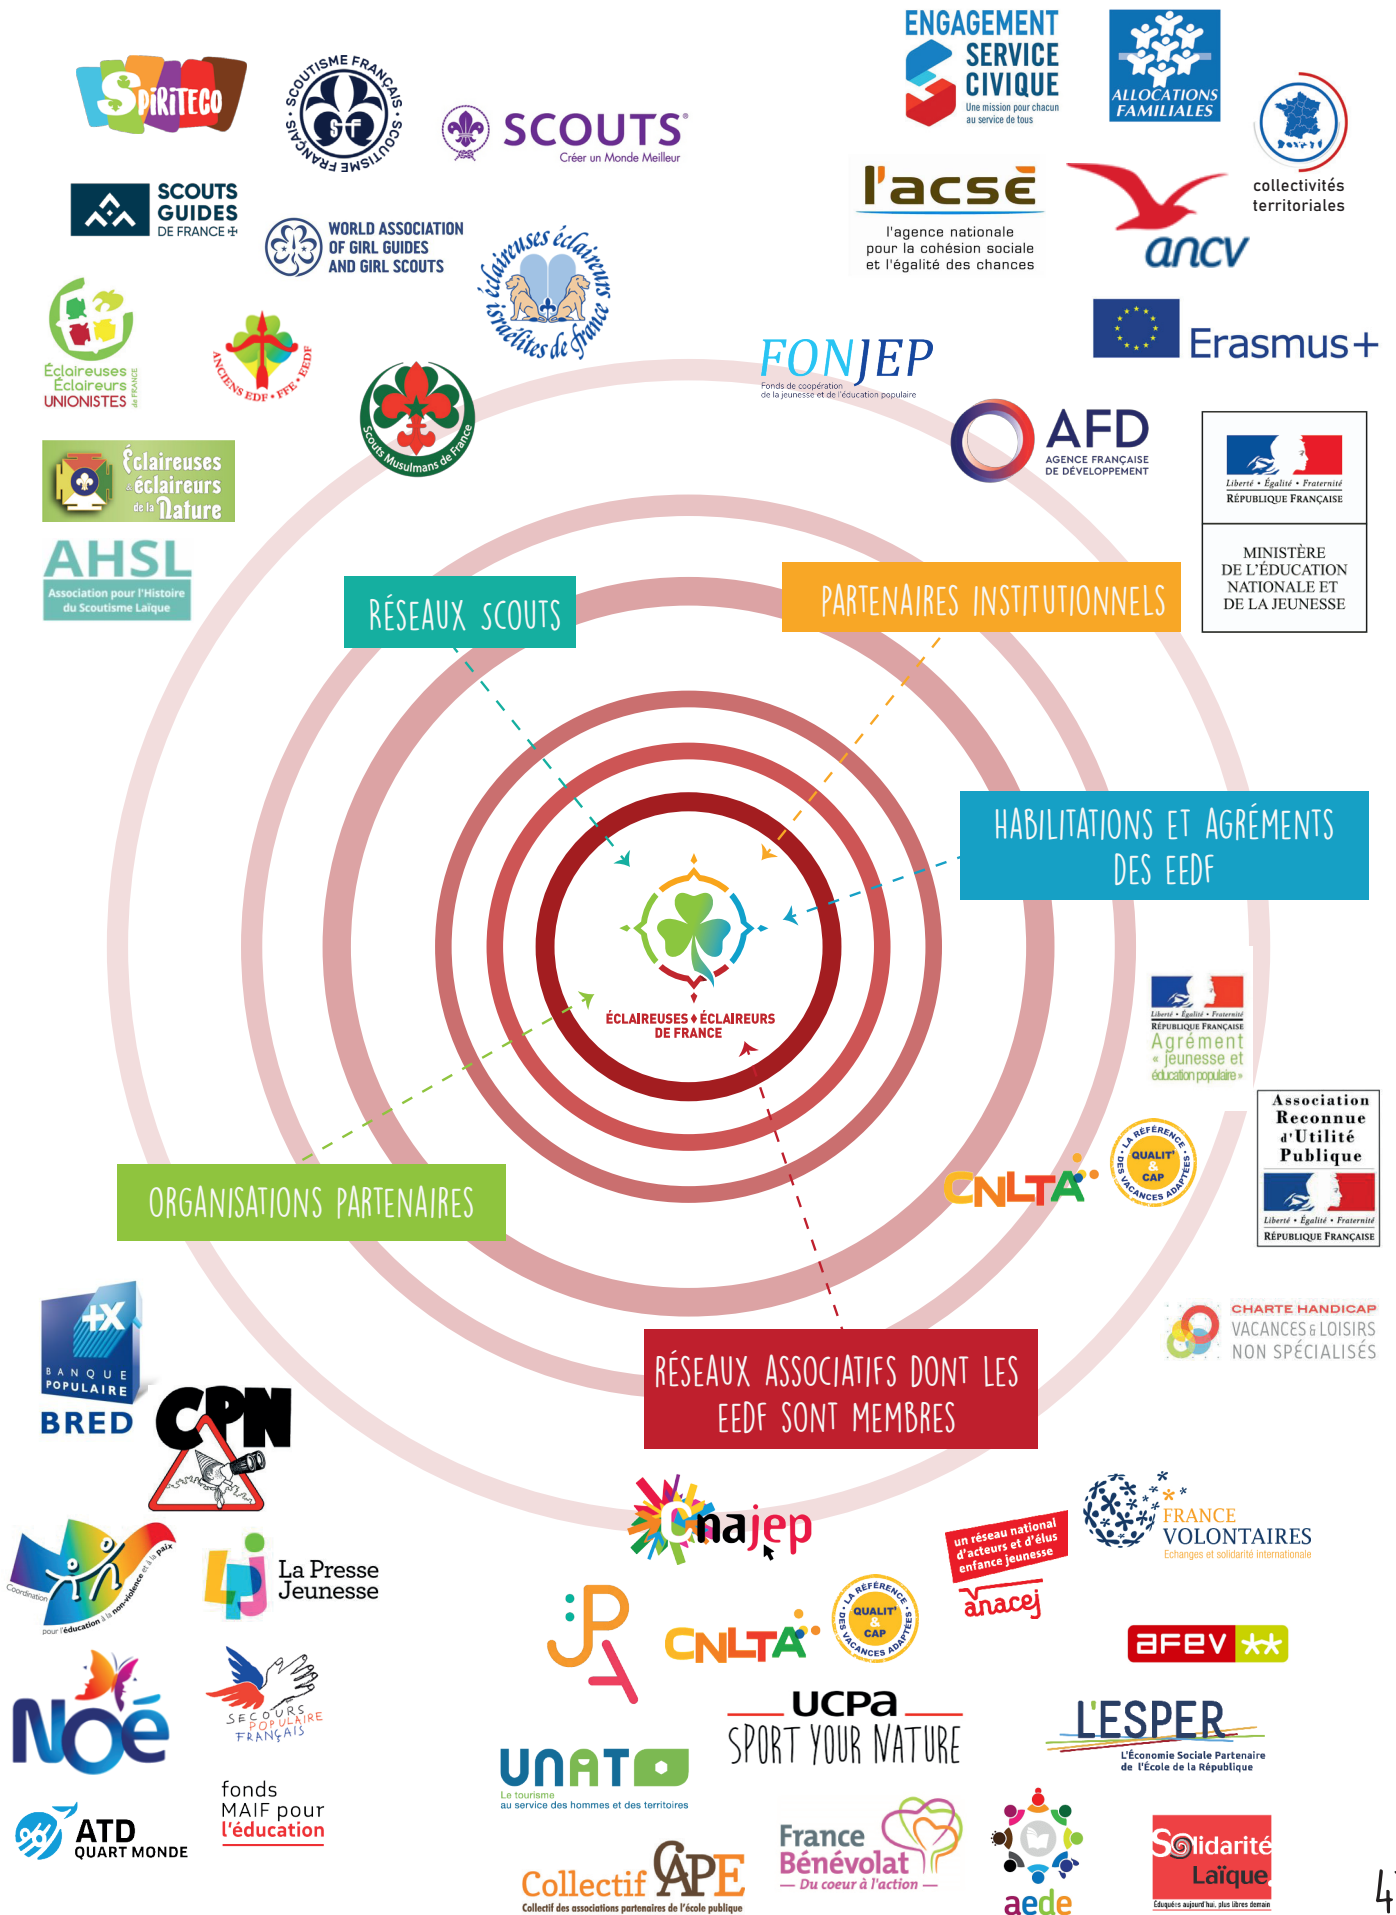 SPiRiTECO
SCOUTISME FRANÇAIS • SCOUTISME FRANÇAIS •
Sf
SCOUTS®
Créer un Monde Meilleur
SCOUTS
GUIDES
DE FRANCE
WORLD ASSOCIATION
OF GIRL GUIDES
AND GIRL SCOUTS
éclaireuses éclaireurs
israélites de france
Éclaireuses
Éclaireurs
UNIONISTES
de FRANCE
ANCIENS EDF • FFE • EEDF
Scouts Musulmans de France
Éclaireuses
& éclaireurs
de la Nature
AHSL
Association pour l'Histoire
du Scoutisme Laïque
ENGAGEMENT
SERVICE
CIVIQUE
Une mission pour chacun
au service de tous
ALLOCATIONS
FAMILIALES
collectivités
territoriales
l'acsé
l'agence nationale
pour la cohésion sociale
et l'égalité des chances
ancv
Erasmus+
FONJEP
Fonds de coopération
de la jeunesse et de l'éducation populaire
AFD
AGENCE FRANÇAISE
DE DÉVELOPPEMENT
Liberté • Égalité • Fraternité
RÉPUBLIQUE FRANÇAISE
MINISTÈRE
DE L'ÉDUCATION
NATIONALE ET
DE LA JEUNESSE
RÉSEAUX SCOUTS
PARTENAIRES INSTITUTIONNELS
HABILITATIONS ET AGRÉMENTS
DES EEDF
ÉCLAIREUSES ♦ ÉCLAIREURS
DE FRANCE
Liberté • Égalité • Fraternité
RÉPUBLIQUE FRANÇAISE
Agrément
« jeunesse et
éducation populaire »
Association
Reconnue
d'Utilité
Publique
Liberté • Égalité • Fraternité
RÉPUBLIQUE FRANÇAISE
CNLTA
• LA RÉFÉRENCE •
QUALIT'
&
CAP
DES VACANCES ADAPTÉES
CHARTE HANDICAP
VACANCES & LOISIRS
NON SPÉCIALISÉS
ORGANISATIONS PARTENAIRES
RÉSEAUX ASSOCIATIFS DONT LES
EEDF SONT MEMBRES
+X
BANQUE
POPULAIRE
BRED
CPN
Coordination
pour l'éducation à la non-violence et à la paix
LPJ
La Presse
Jeunesse
Noé
SECOURS
POPULAIRE
FRANÇAIS
fonds
MAIF pour
l'éducation
ATD
QUART MONDE
Cnajep
un réseau national
d'acteurs et d'élus
enfance jeunesse
anacej
FRANCE
VOLONTAIRES
Echanges et solidarité internationale
JPA
CNLTA
• LA RÉFÉRENCE •
QUALIT'
&
CAP
DES VACANCES ADAPTÉES
afev
UCPa
SPORT YOUR NATURE
L'ESPER
L'Économie Sociale Partenaire
de l'École de la République
UNAT
Le tourisme
au service des hommes et des territoires
Collectif CAPE
Collectif des associations partenaires de l'école publique
France
Bénévolat
— Du coeur à l'action —
aede
Solidarité
Laïque
Éduquées aujourd'hui, plus libres demain